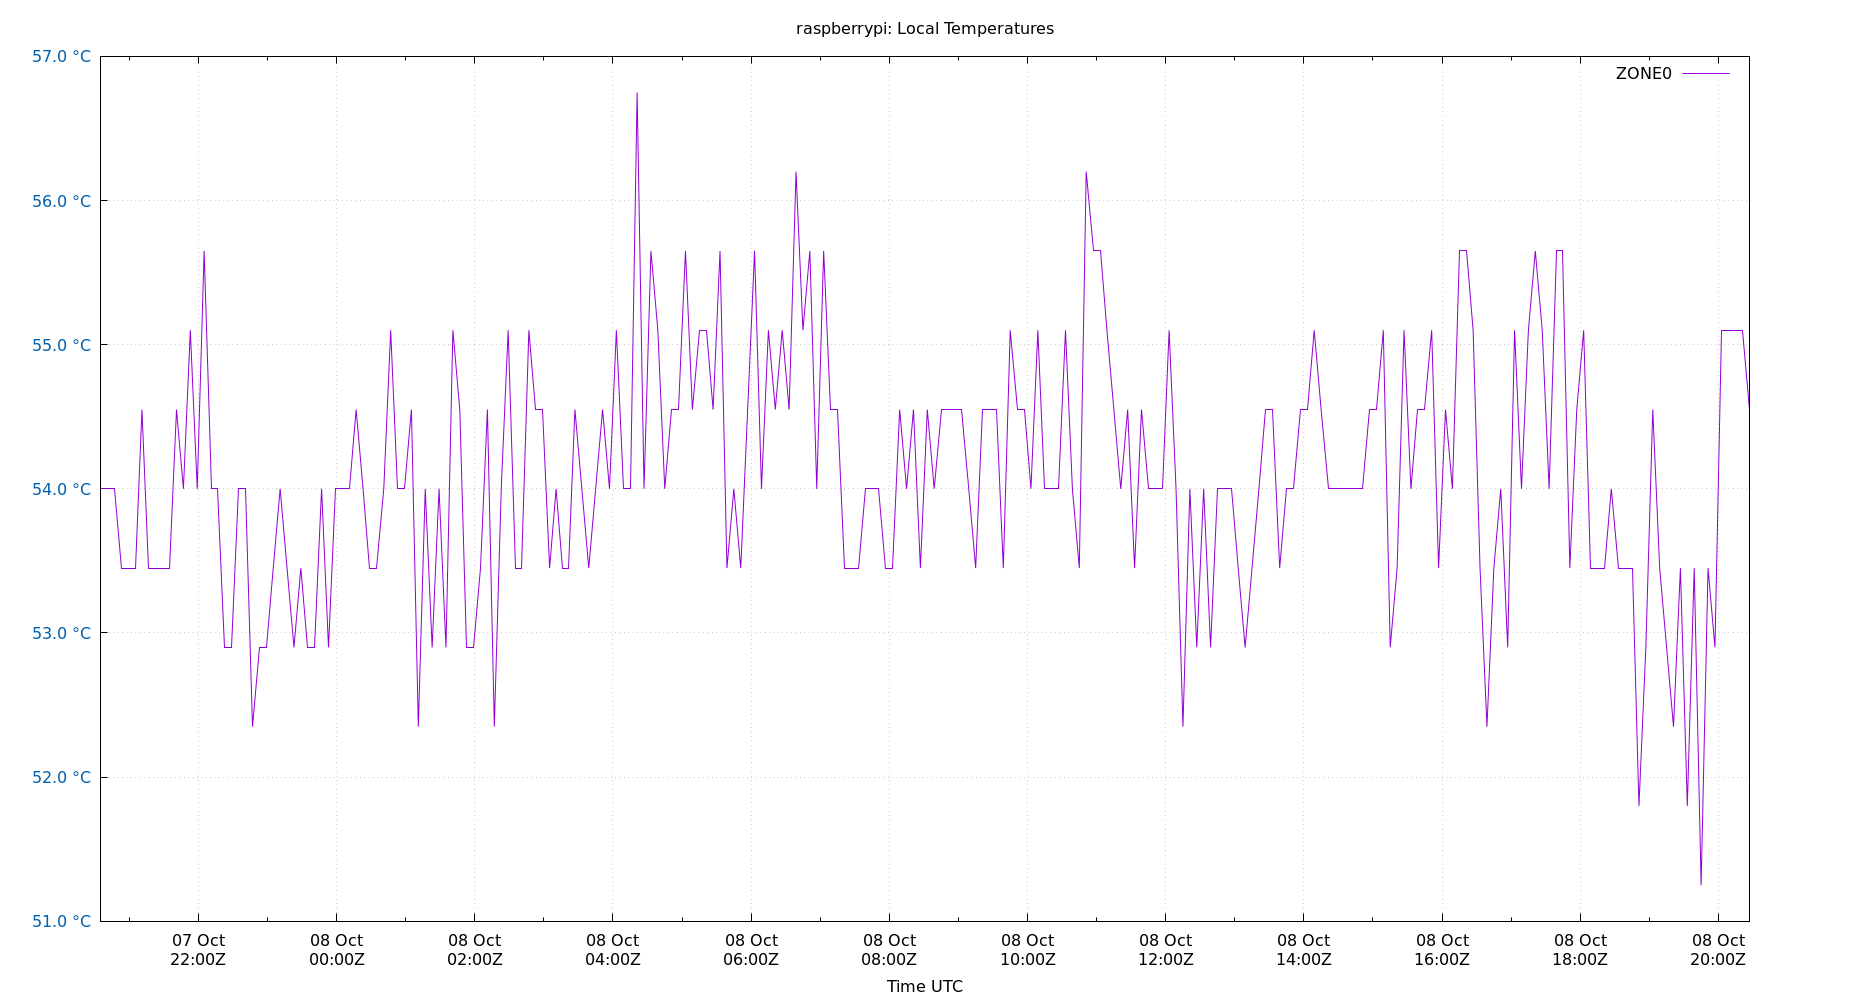 raspberrypi: Local Temperatures
57.0 °C
ZONE0
56.0 °C
55.0 °C
54.0 °C
53.0 °C
52.0 °C
51.0 °C
07 Oct 08 Oct 08 Oct 08 Oct 08 Oct 08 Oct 08 Oct 08 Oct 08 Oct 08 Oct 08 Oct 08 Oct
22:00Z 00:00Z 02:00Z 04:00Z 06:00Z 08:00Z 10:00Z 12:00Z 14:00Z 16:00Z 18:00Z 20:00Z
Time UTC